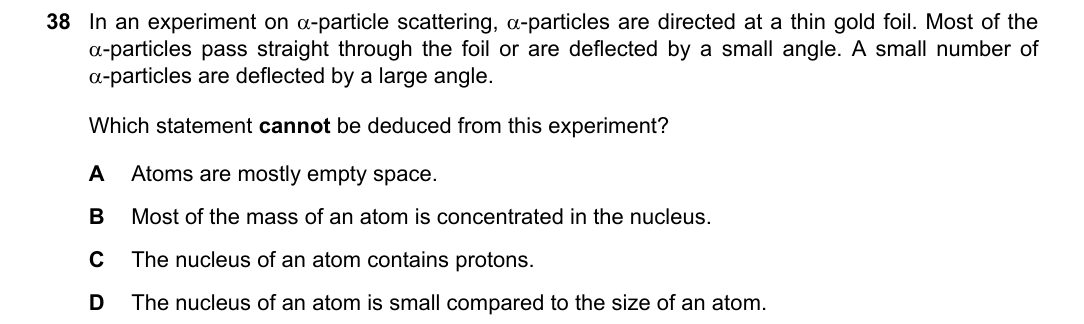 38 In an experiment on α-particle scattering, α-particles are directed at a thin gold foil. Most of the
α-particles pass straight through the foil or are deflected by a small angle. A small number of
α-particles are deflected by a large angle.
Which statement cannot be deduced from this experiment?
A Atoms are mostly empty space.
B Most of the mass of an atom is concentrated in the nucleus.
C The nucleus of an atom contains protons.
D The nucleus of an atom is small compared to the size of an atom.